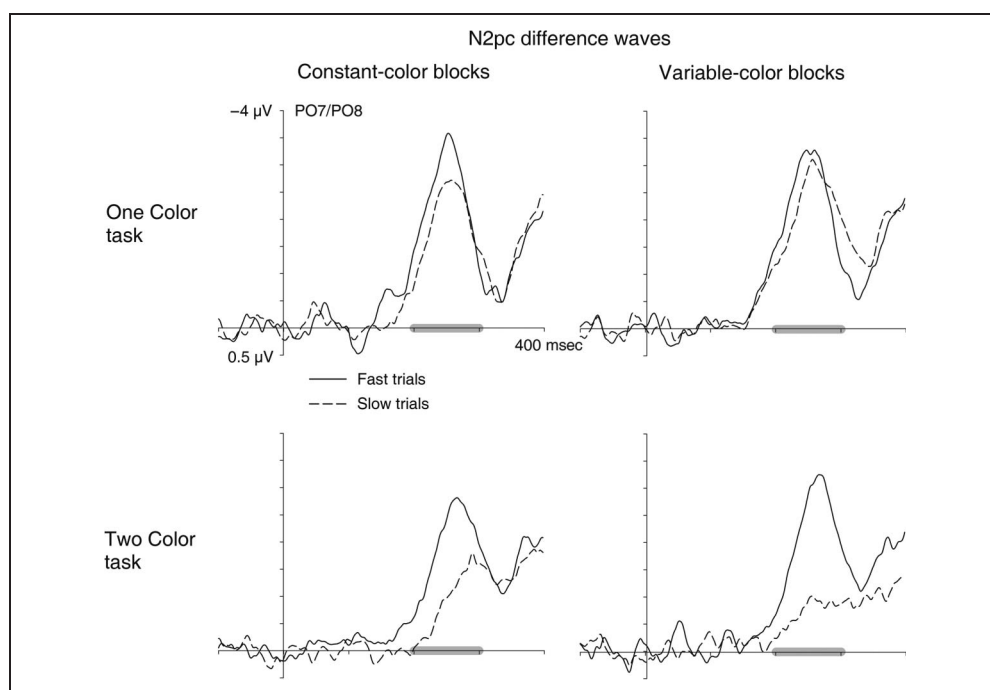 N2pc difference waves
Constant-color blocks
Variable-color blocks
–4 µV
PO7/PO8
One Color
task
0.5 µV
400 msec
Fast trials
Slow trials
Two Color
task